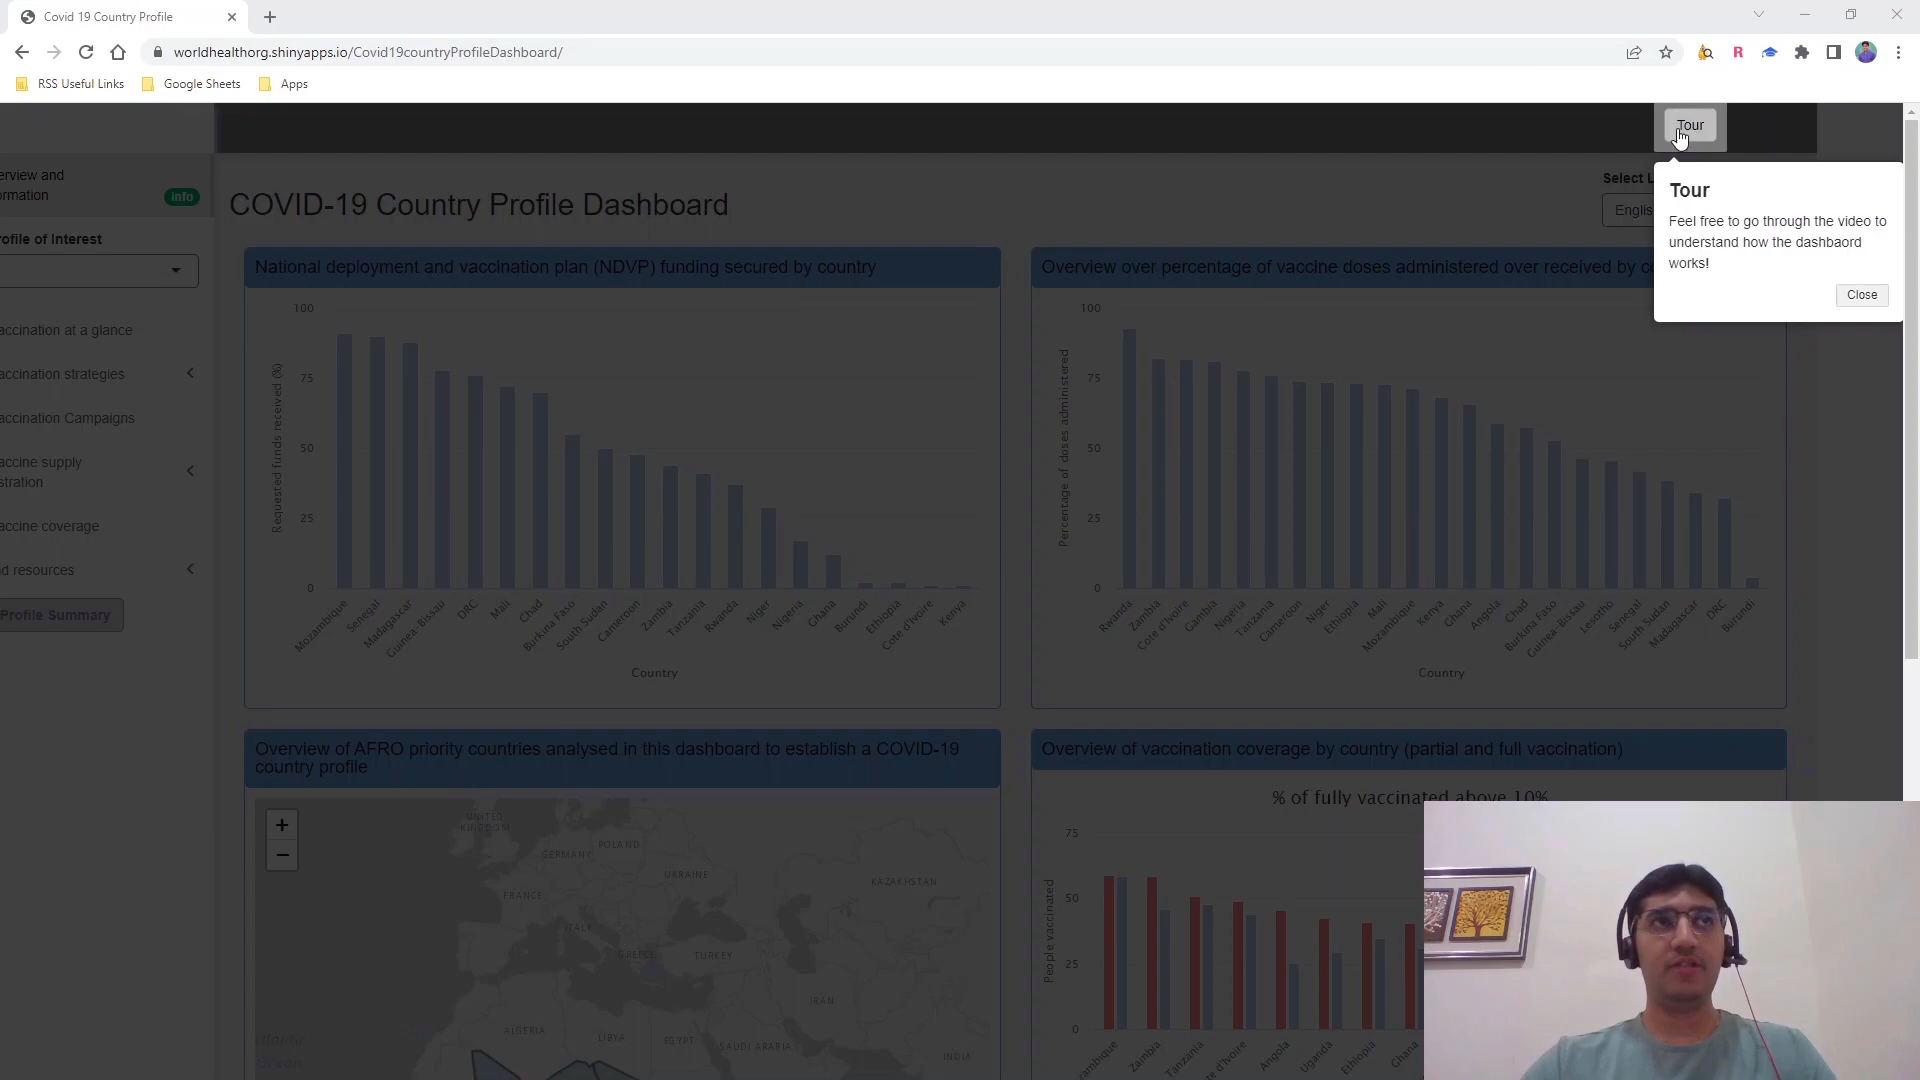 Covid 19 Country Profile
worldhealthorg.shinyapps.io/Covid19countryProfileDashboard/
RSS Useful Links
Google Sheets
Apps
R
Tour
erview and
ormation
info
rofile of Interest
accination at a glance
accination strategies
accination Campaigns
accine supply
stration
accine coverage
d resources
Profile Summary
COVID-19 Country Profile Dashboard
Select L
Englis
Tour
Feel free to go through the video to
understand how the dashbaord
works!
Close
National deployment and vaccination plan (NDVP) funding secured by country
Requested funds received (%)
100
75
50
25
0
Mozambique
Senegal
Madagascar
Guinea-Bissau
DRC
Mali
Chad
Burkina Faso
South Sudan
Cameroon
Zambia
Tanzania
Rwanda
Niger
Nigeria
Ghana
Burundi
Ethiopia
Cote d'ivoire
Kenya
Country
Overview over percentage of vaccine doses administered over received by co
Percentage of doses administered
100
75
50
25
0
Rwanda
Zambia
Cote d'ivoire
Gambia
Nigeria
Tanzania
Cameroon
Niger
Ethiopia
Mali
Mozambique
Kenya
Ghana
Angola
Chad
Burkina Faso
Guinea-Bissau
Lesotho
Senegal
South Sudan
Madagascar
DRC
Burundi
Country
Overview of AFRO priority countries analysed in this dashboard to establish a COVID-19
country profile
+
−
UNITED
KINGDOM
POLAND
GERMANY
UKRAINE
KAZAKHSTAN
FRANCE
ITALY
GREECE
TURKEY
IRAN
ALGERIA
LIBYA
EGYPT
SAUDI ARABIA
INDIA
Atlantic
Ocean
Overview of vaccination coverage by country (partial and full vaccination)
% of fully vaccinated above 10%
People vaccinated
75
50
25
0
zambique
Zambia
Tanzania
te d'ivoire
Angola
Uganda
Ethiopia
Ghana